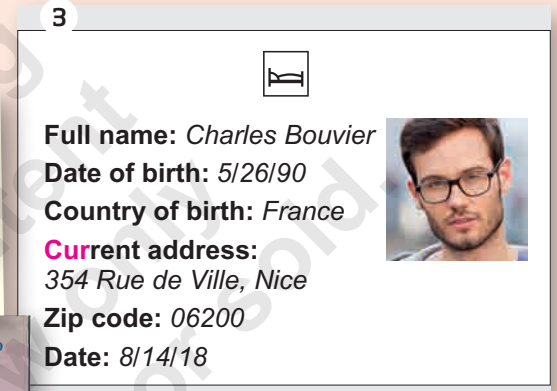 3
Full name: Charles Bouvier
Date of birth: 5/26/90
Country of birth: France
Current address:
354 Rue de Ville, Nice
Zip code: 06200
Date: 8/14/18